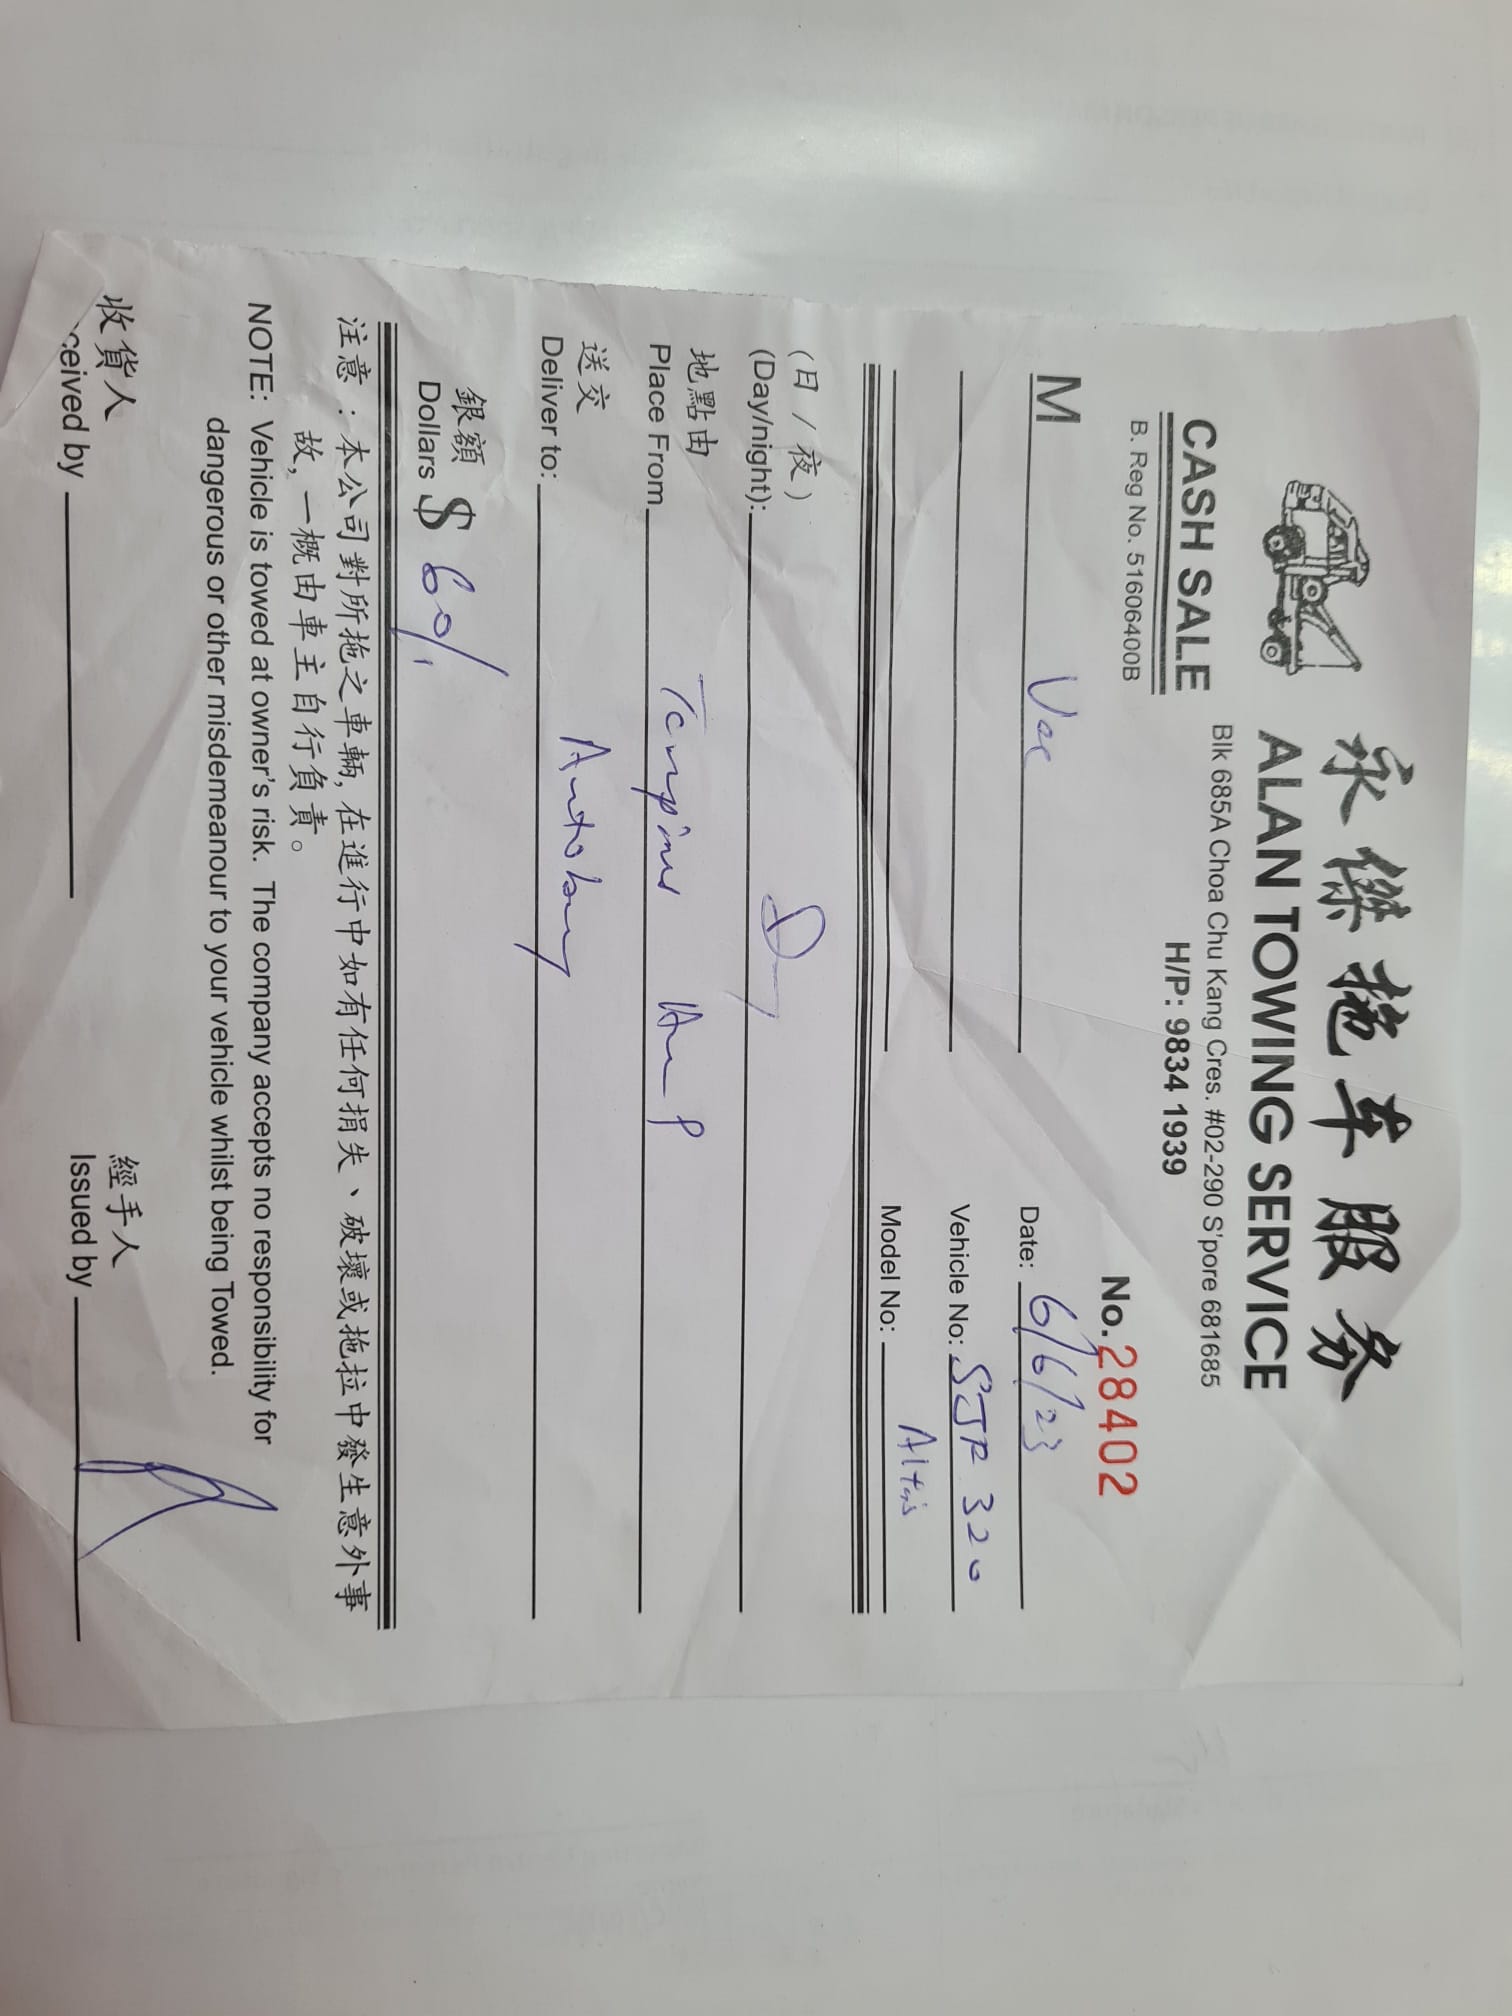 永傑拖车服务
ALAN TOWING SERVICE
Blk 685A Choa Chu Kang Cres. #02-290 S'pore 681685
CASH SALE
H/P: 9834 1939
B. Reg No. 51606400B
No. 28402
M
Date: 6/6/23
Vehicle No: SJR 320
Model No: Altis
(日/夜)
(Day/night): Day
地點由
Place From Tampines
送交
Deliver to: Autobay
銀額
Dollars $ 60/
注意：本公司對所拖之車輛，在進行中如有任何損失、破壞或拖拉中發生意外事
故，一概由車主自行負責。
NOTE: Vehicle is towed at owner's risk. The company accepts no responsibility for
dangerous or other misdemeanour to your vehicle whilst being Towed.
收貨人 經手人
ceived by Issued by